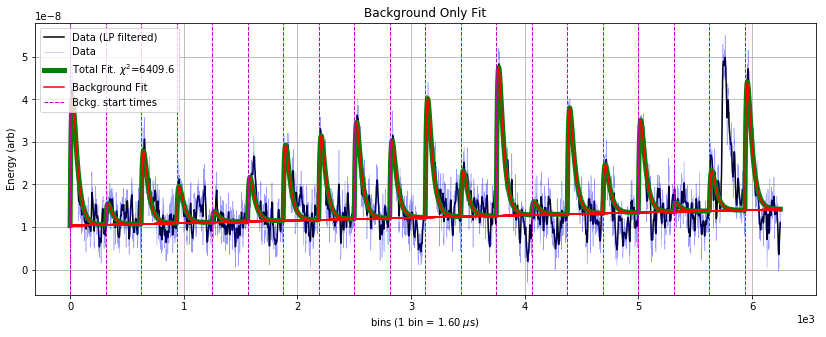 Background Only Fit
1e−8
Data (LP filtered)
Data
Total Fit. χ²=6409.6
Background Fit
Bckg. start times
5
4
3
2
1
0
Energy (arb)
0 1 2 3 4 5 6
1e3
bins (1 bin = 1.60 μs)